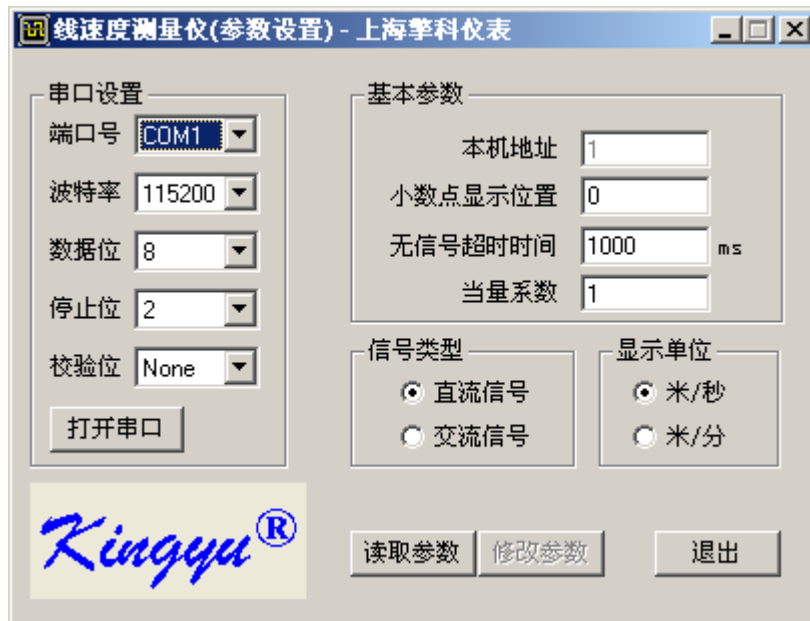 线速度测量仪(参数设置) - 上海擎科仪表
串口设置
端口号 COM1
波特率 115200
数据位 8
停止位 2
校验位 None
打开串口
基本参数
本机地址 1
小数点显示位置 0
无信号超时时间 1000 ms
当量系数 1
信号类型
直流信号
交流信号
显示单位
米/秒
米/分
Kingyu®
读取参数 修改参数 退出